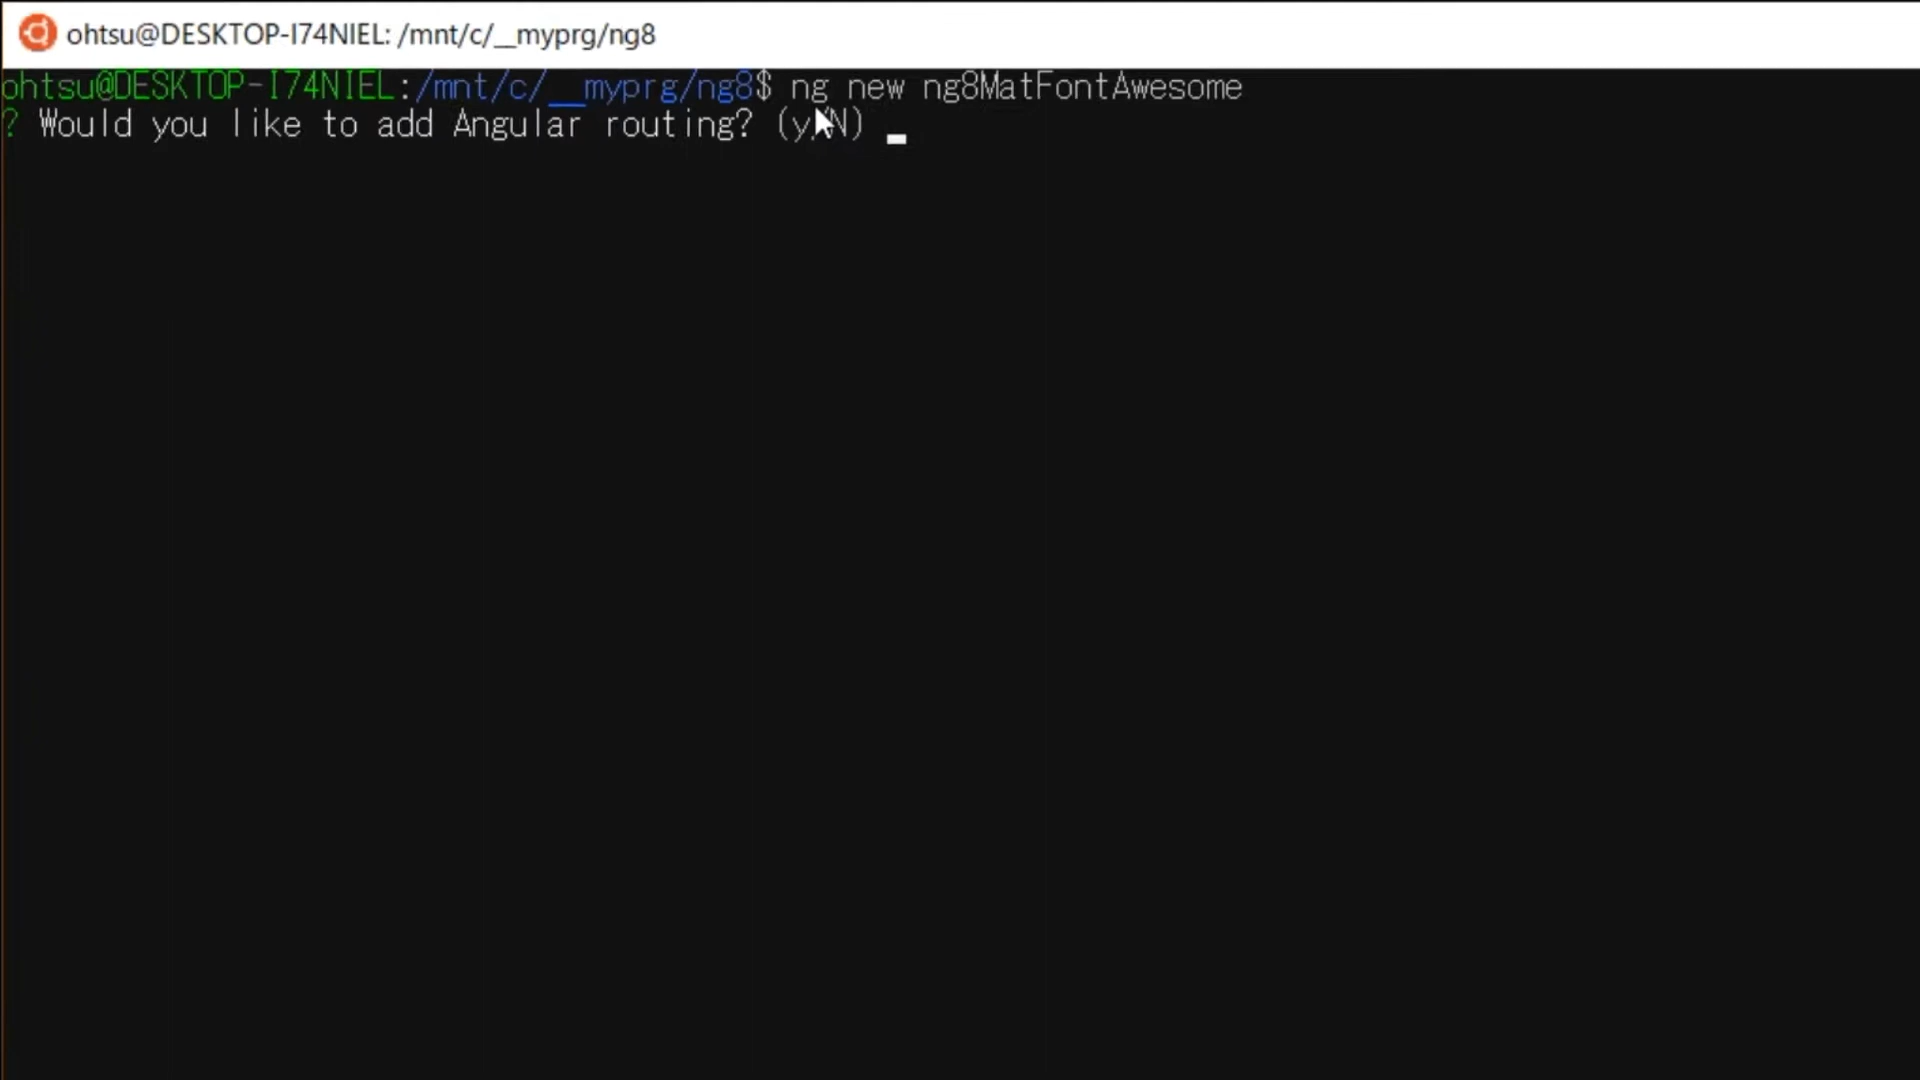 ohtsu@DESKTOP-I74NIEL: /mnt/c/__myprg/ng8
ohtsu@DESKTOP-I74NIEL:/mnt/c/__myprg/ng8$ ng new ng8MatFontAwesome
? Would you like to add Angular routing? (y/N)